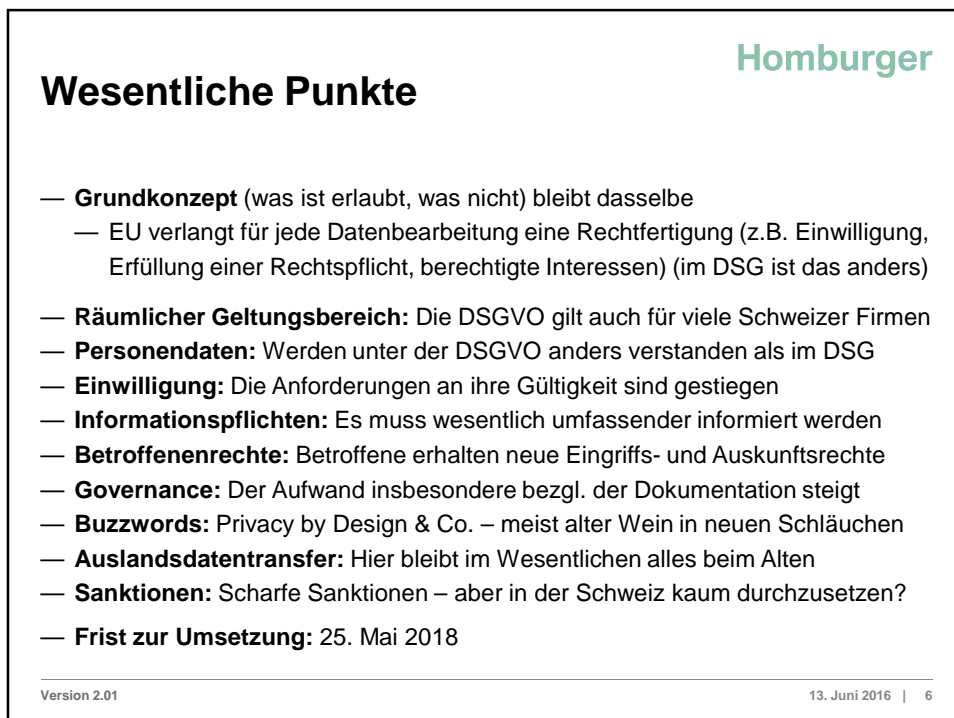 Homburger
Wesentliche Punkte
— Grundkonzept (was ist erlaubt, was nicht) bleibt dasselbe
— EU verlangt für jede Datenbearbeitung eine Rechtfertigung (z.B. Einwilligung,
Erfüllung einer Rechtspflicht, berechtigte Interessen) (im DSG ist das anders)
— Räumlicher Geltungsbereich: Die DSGVO gilt auch für viele Schweizer Firmen
— Personendaten: Werden unter der DSGVO anders verstanden als im DSG
— Einwilligung: Die Anforderungen an ihre Gültigkeit sind gestiegen
— Informationspflichten: Es muss wesentlich umfassender informiert werden
— Betroffenenrechte: Betroffene erhalten neue Eingriffs- und Auskunftsrechte
— Governance: Der Aufwand insbesondere bezgl. der Dokumentation steigt
— Buzzwords: Privacy by Design & Co. – meist alter Wein in neuen Schläuchen
— Auslandsdatentransfer: Hier bleibt im Wesentlichen alles beim Alten
— Sanktionen: Scharfe Sanktionen – aber in der Schweiz kaum durchzusetzen?
— Frist zur Umsetzung: 25. Mai 2018
Version 2.01 13. Juni 2016 | 6